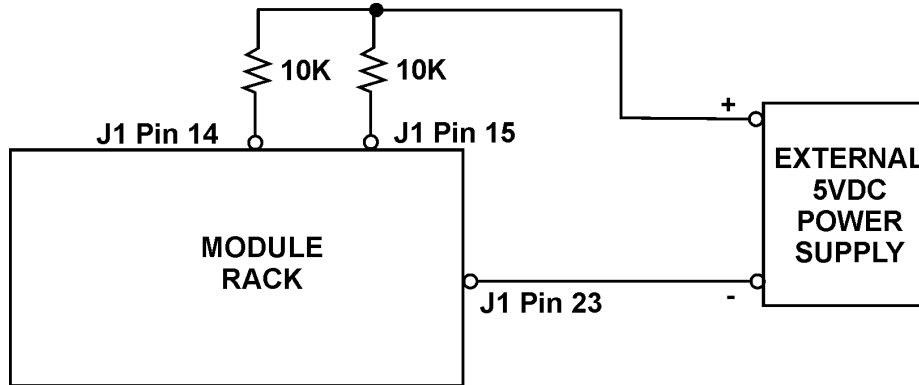 10K
10K
J1 Pin 14
J1 Pin 15
+
EXTERNAL
5VDC
POWER
SUPPLY
MODULE
RACK
J1 Pin 23
-